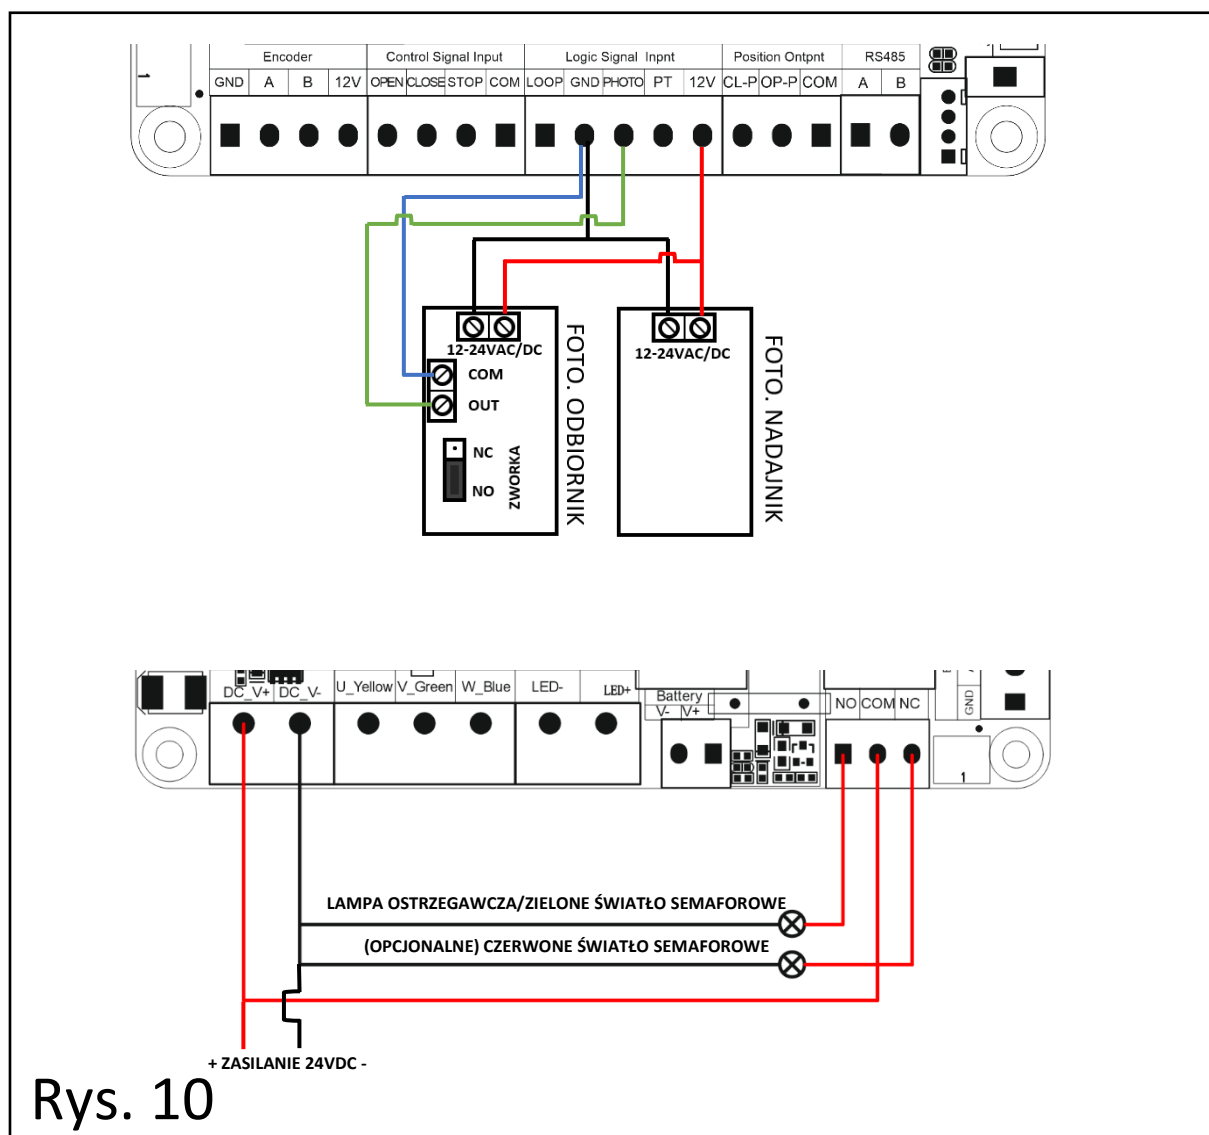 Encoder Control Signal Input Logic Signal Inpnt Position Ontpnt RS485
GND A B 12V OPEN CLOSE STOP COM LOOP GND PHOTO PT 12V CL-P OP-P COM A B
1
12-24VAC/DC
COM
OUT
NC
NO
ZWORKA
FOTO. ODBIORNIK
12-24VAC/DC
FOTO. NADAJNIK
DC_V+ DC_V- U_Yellow V_Green W_Blue LED- LED+
Battery
V- V+
NO COM NC
GND
1
LAMPA OSTRZEGAWCZA/ZIELONE ŚWIATŁO SEMAFOROWE
(OPCJONALNE) CZERWONE ŚWIATŁO SEMAFOROWE
+ ZASILANIE 24VDC -
Rys. 10